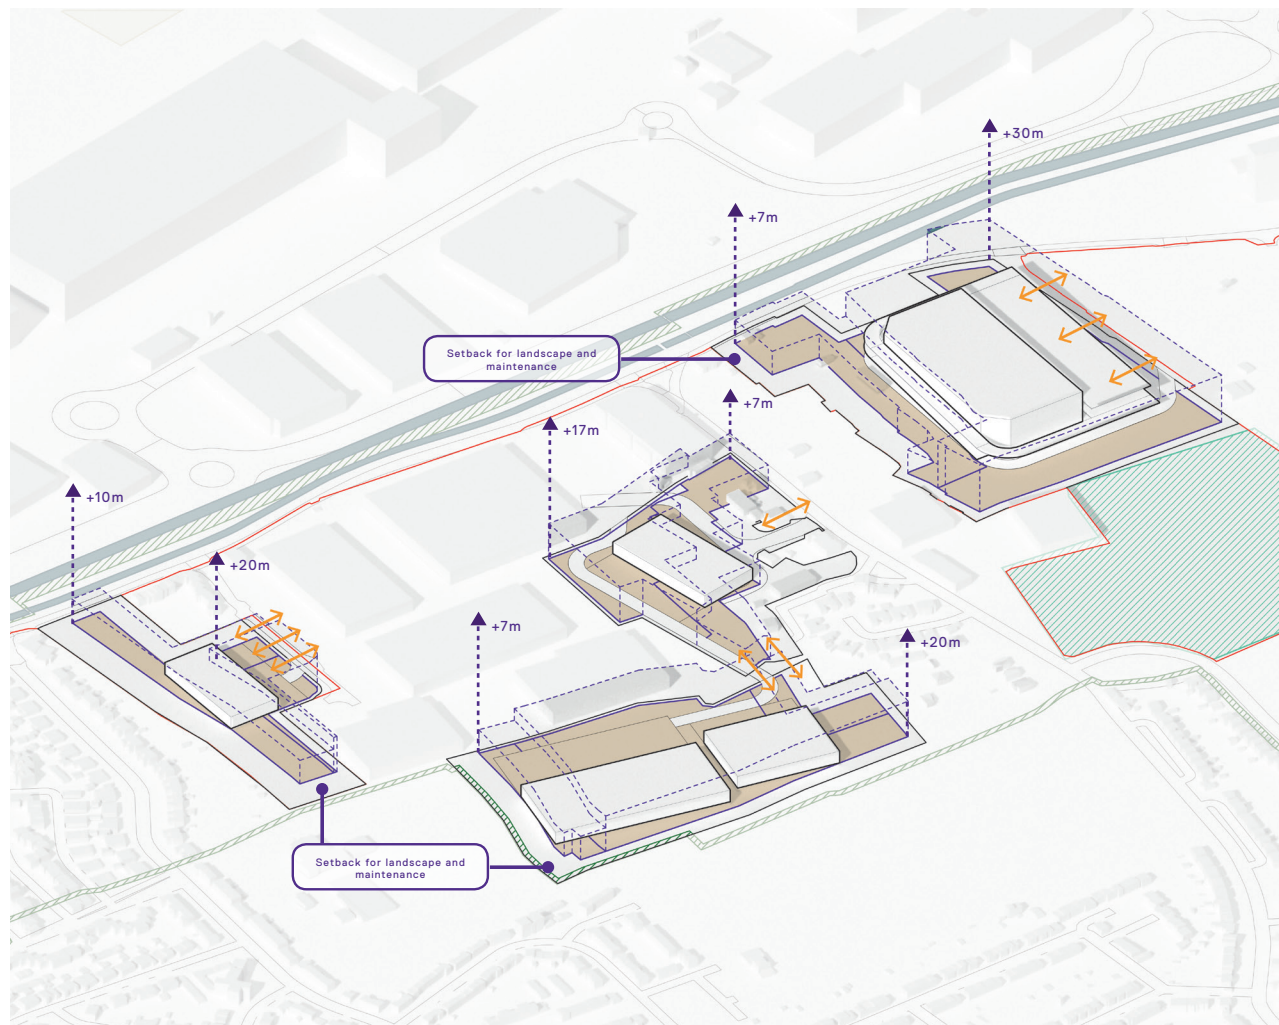 +30m
+7m
Setback for landscape and
maintenance
+7m
+17m
+10m
+20m
+7m
+20m
Setback for landscape and
maintenance